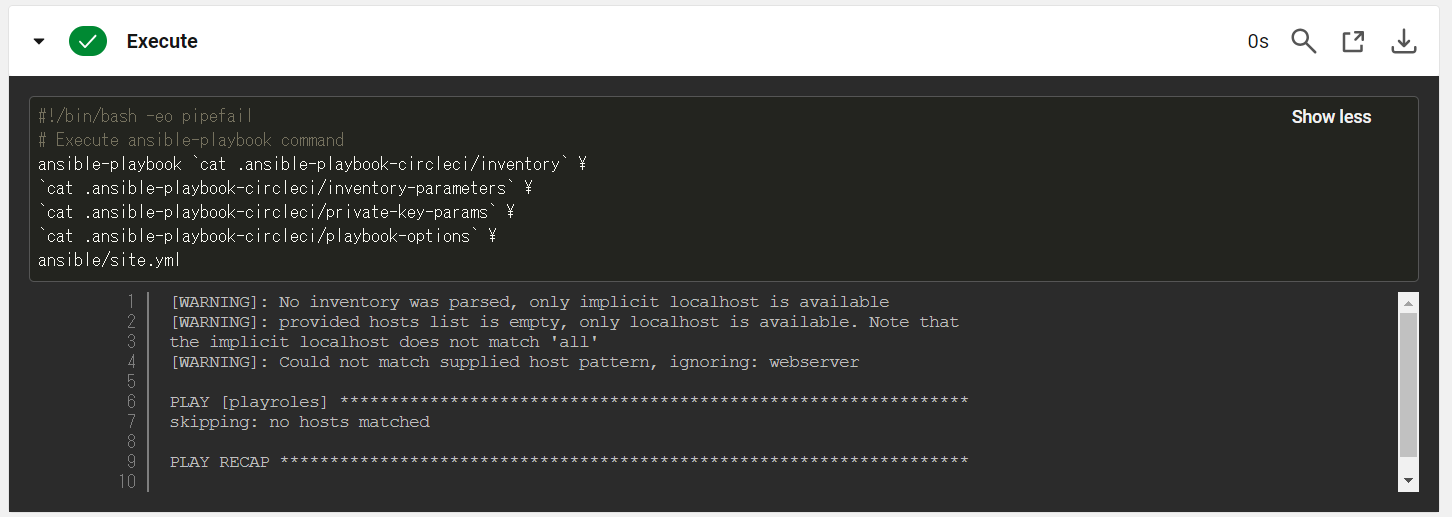 Execute 0s
#!/bin/bash -eo pipefail Show less
# Execute ansible-playbook command
ansible-playbook `cat .ansible-playbook-circleci/inventory` ¥
`cat .ansible-playbook-circleci/inventory-parameters` ¥
`cat .ansible-playbook-circleci/private-key-params` ¥
`cat .ansible-playbook-circleci/playbook-options` ¥
ansible/site.yml
1 [WARNING]: No inventory was parsed, only implicit localhost is available
2 [WARNING]: provided hosts list is empty, only localhost is available. Note that
3 the implicit localhost does not match 'all'
4 [WARNING]: Could not match supplied host pattern, ignoring: webserver
5
6 PLAY [playroles] ***************************************************************
7 skipping: no hosts matched
8
9 PLAY RECAP *********************************************************************
10